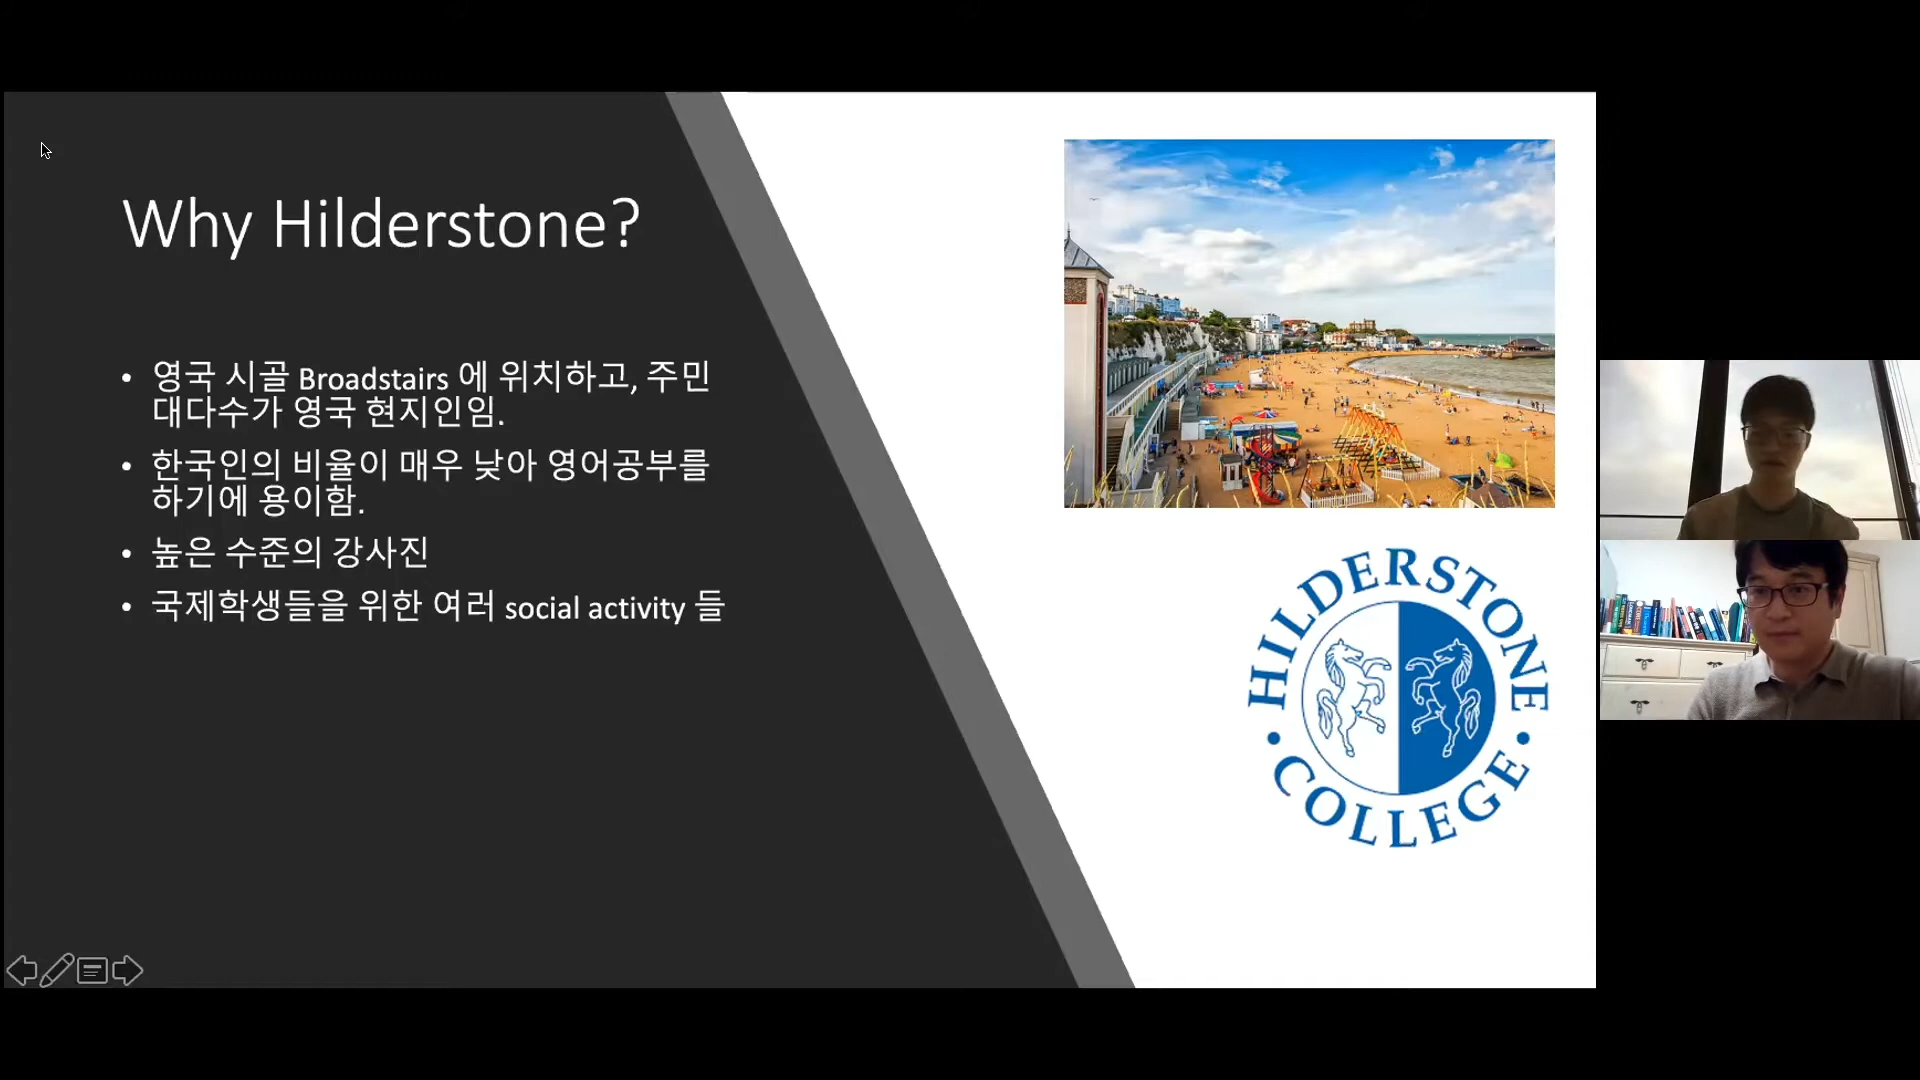 Why Hilderstone?
• 영국 시골 Broadstairs 에 위치하고, 주민
대다수가 영국 현지인임.
• 한국인의 비율이 매우 낮아 영어공부를
하기에 용이함.
• 높은 수준의 강사진
• 국제학생들을 위한 여러 social activity 들
HILDERSTONE
• COLLEGE •